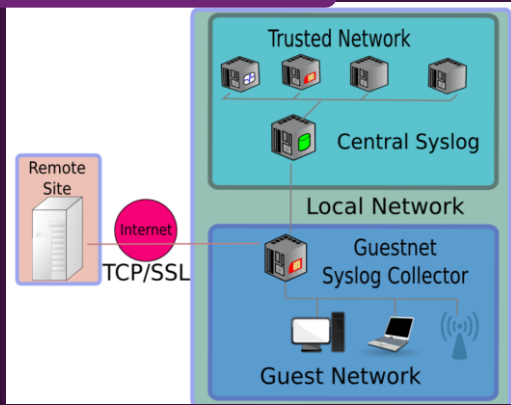 Trusted Network
Central Syslog
Remote
Site
Local Network
Internet
TCP/SSL
Guestnet
Syslog Collector
Guest Network